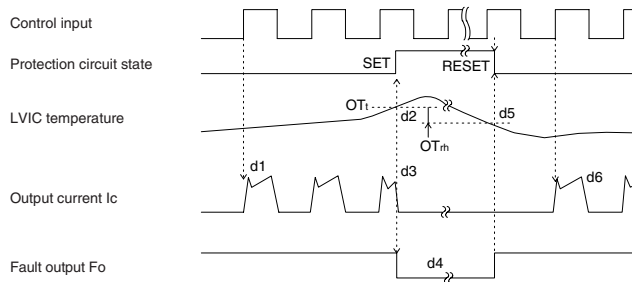 Control input
Protection circuit state
SET
RESET
LVIC temperature
OTt
d2
d5
OTrh
Output current Ic
d1
d3
d6
Fault output Fo
d4